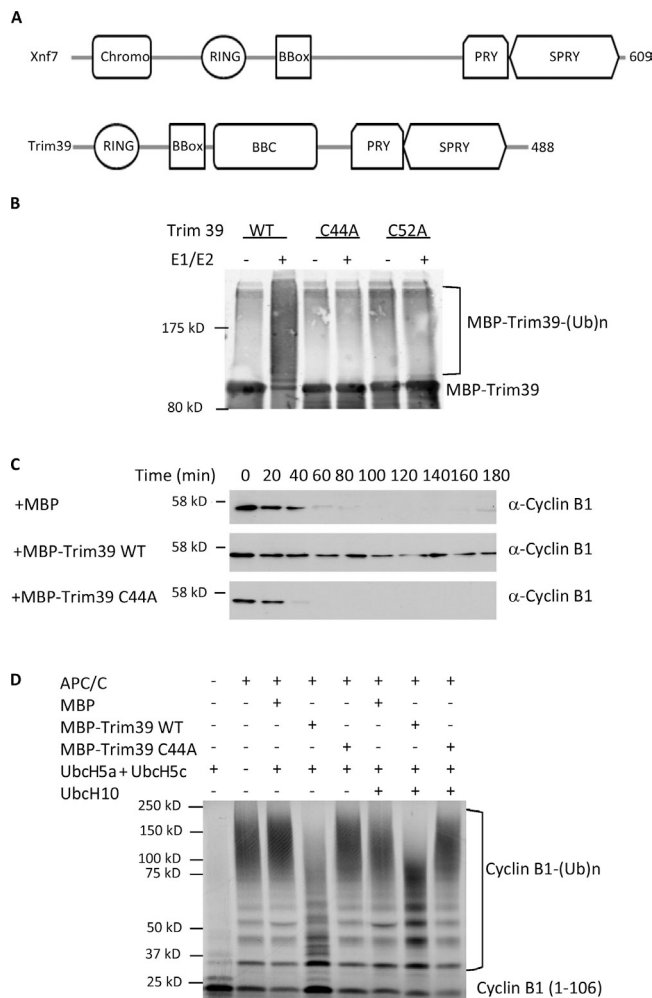 A
Xnf7 Chromo RING BBox PRY SPRY 609
Trim39 RING BBox BBC PRY SPRY 488
B
Trim 39 WT C44A C52A
E1/E2 - + - + - +
175 kD
MBP-Trim39-(Ub)n
MBP-Trim39
80 kD
C
Time (min) 0 20 40 60 80 100 120 140 160 180
+MBP 58 kD α-Cyclin B1
+MBP-Trim39 WT 58 kD α-Cyclin B1
+MBP-Trim39 C44A 58 kD α-Cyclin B1
D
APC/C - + + + + + + +
MBP - - + - - + - -
MBP-Trim39 WT - - - + - - + -
MBP-Trim39 C44A - - - - + - - +
UbcH5a + UbcH5c + - + + + + + +
UbcH10 - - - - - + + +
250 kD
150 kD
100 kD
75 kD
Cyclin B1-(Ub)n
50 kD
37 kD
25 kD
Cyclin B1 (1-106)